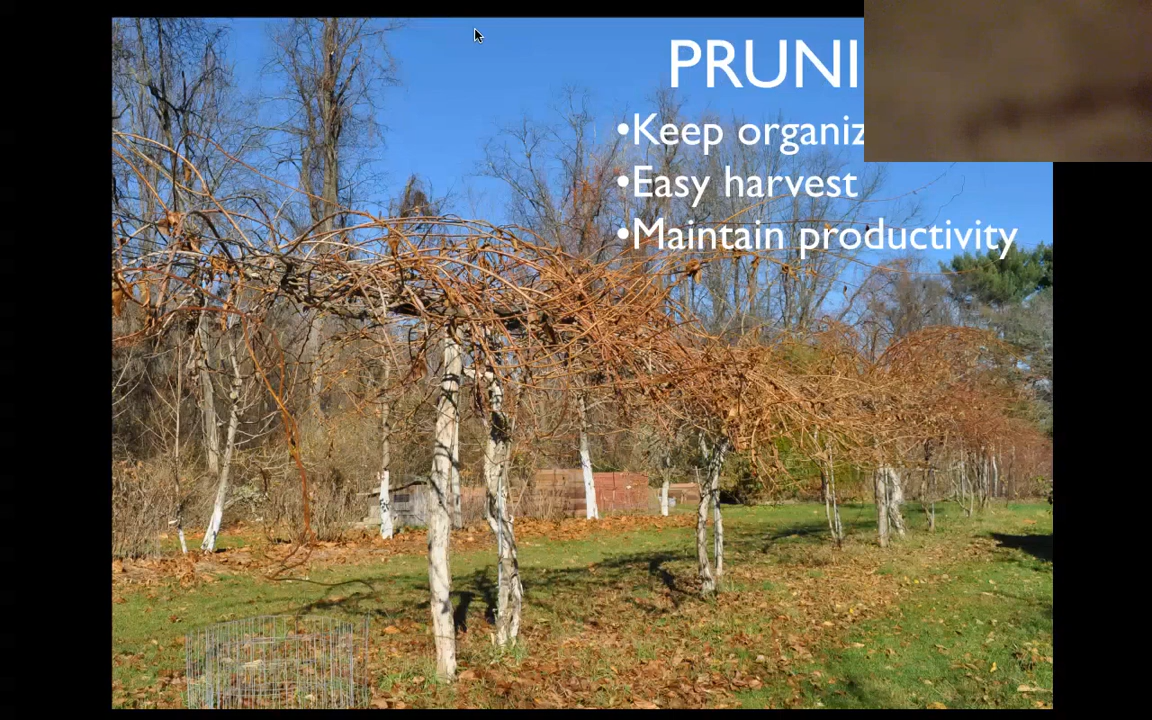 PRUNI
•Keep organiz
•Easy harvest
•Maintain productivity